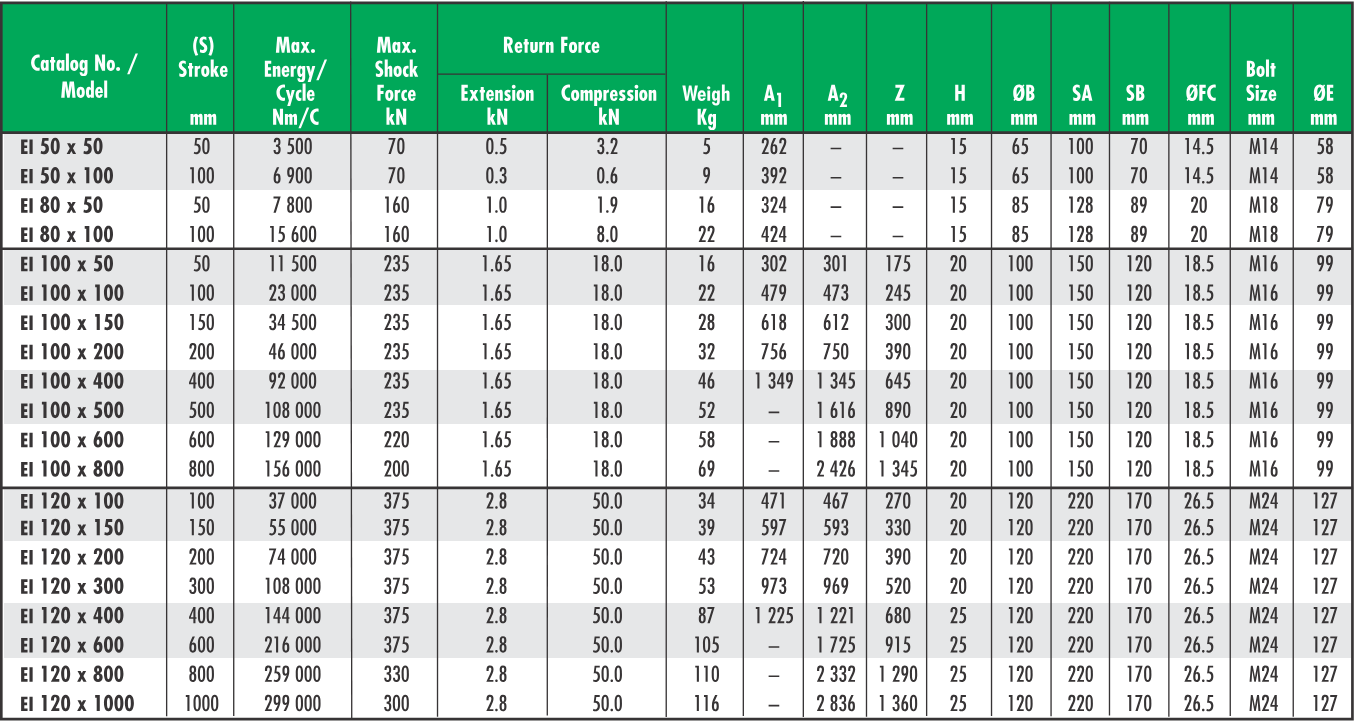 Catalog No. / Model (S) Stroke mm Max. Energy/ Cycle Nm/C Max. Shock Force kN Return Force Extension kN Compression kN Weigh Kg A1 mm A2 mm Z mm H mm ØB mm SA mm SB mm ØFC mm Bolt Size mm ØE mm
EI 50 x 50 50 3 500 70 0.5 3.2 5 262 – – 15 65 100 70 14.5 M14 58
EI 50 x 100 100 6 900 70 0.3 0.6 9 392 – – 15 65 100 70 14.5 M14 58
EI 80 x 50 50 7 800 160 1.0 1.9 16 324 – – 15 85 128 89 20 M18 79
EI 80 x 100 100 15 600 160 1.0 8.0 22 424 – – 15 85 128 89 20 M18 79
EI 100 x 50 50 11 500 235 1.65 18.0 16 302 301 175 20 100 150 120 18.5 M16 99
EI 100 x 100 100 23 000 235 1.65 18.0 22 479 473 245 20 100 150 120 18.5 M16 99
EI 100 x 150 150 34 500 235 1.65 18.0 28 618 612 300 20 100 150 120 18.5 M16 99
EI 100 x 200 200 46 000 235 1.65 18.0 32 756 750 390 20 100 150 120 18.5 M16 99
EI 100 x 400 400 92 000 235 1.65 18.0 46 1 349 1 345 645 20 100 150 120 18.5 M16 99
EI 100 x 500 500 108 000 235 1.65 18.0 52 – 1 616 890 20 100 150 120 18.5 M16 99
EI 100 x 600 600 129 000 220 1.65 18.0 58 – 1 888 1 040 20 100 150 120 18.5 M16 99
EI 100 x 800 800 156 000 200 1.65 18.0 69 – 2 426 1 345 20 100 150 120 18.5 M16 99
EI 120 x 100 100 37 000 375 2.8 50.0 34 471 467 270 20 120 220 170 26.5 M24 127
EI 120 x 150 150 55 000 375 2.8 50.0 39 597 593 330 20 120 220 170 26.5 M24 127
EI 120 x 200 200 74 000 375 2.8 50.0 43 724 720 390 20 120 220 170 26.5 M24 127
EI 120 x 300 300 108 000 375 2.8 50.0 53 973 969 520 20 120 220 170 26.5 M24 127
EI 120 x 400 400 144 000 375 2.8 50.0 87 1 225 1 221 680 25 120 220 170 26.5 M24 127
EI 120 x 600 600 216 000 375 2.8 50.0 105 – 1 725 915 25 120 220 170 26.5 M24 127
EI 120 x 800 800 259 000 330 2.8 50.0 110 – 2 332 1 290 25 120 220 170 26.5 M24 127
EI 120 x 1000 1000 299 000 300 2.8 50.0 116 – 2 836 1 360 25 120 220 170 26.5 M24 127